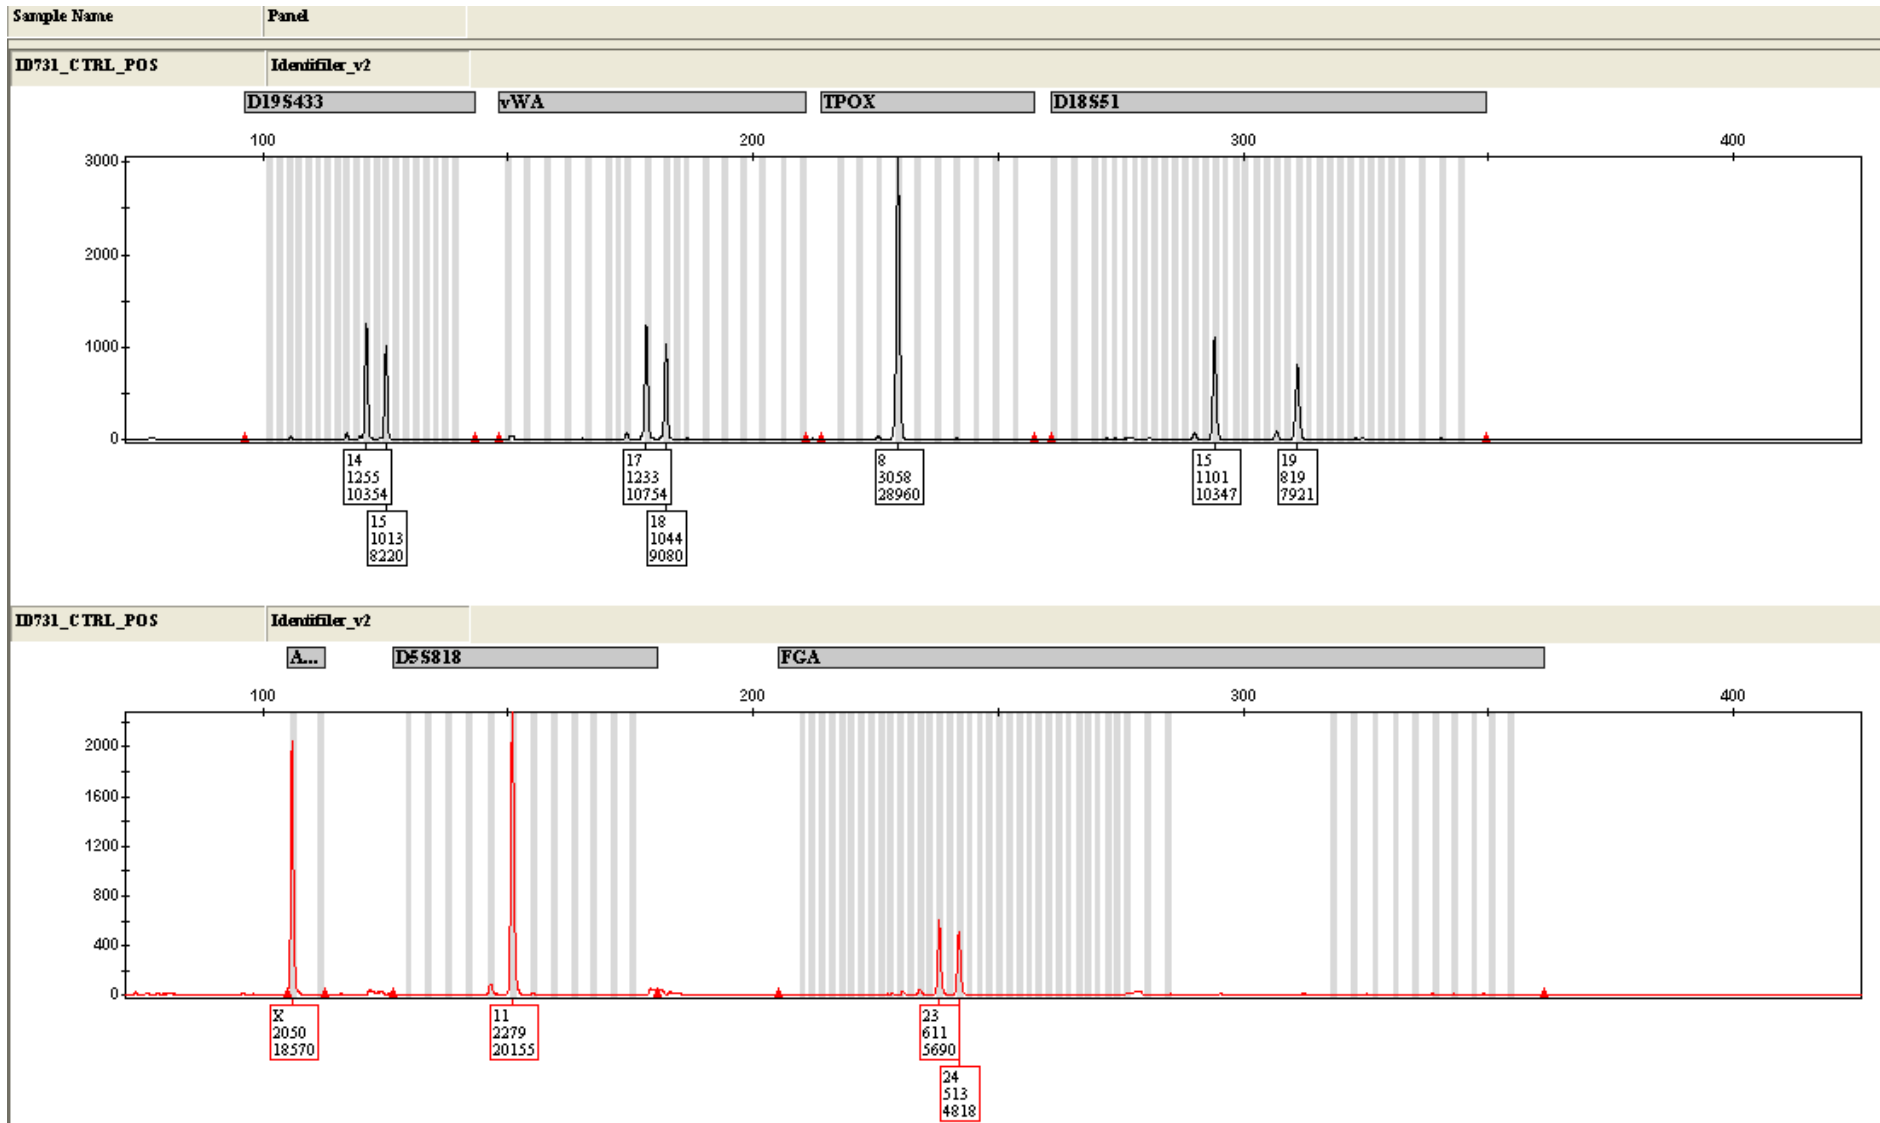 Sample Name Panel
ID731_CTRL_POS Identifiler_v2
D19S433 vWA TPOX D18S51
100 200 300 400
3000
2000
1000
0
14 17 8 15 19
1255 1233 3058 1101 819
10354 10754 28960 10347 7921
15 18
1013 1044
8220 9080
ID731_CTRL_POS Identifiler_v2
A... D5S818 FGA
100 200 300 400
2000
1600
1200
800
400
0
X 11 23
2050 2279 611
18570 20155 5690
24
513
4818